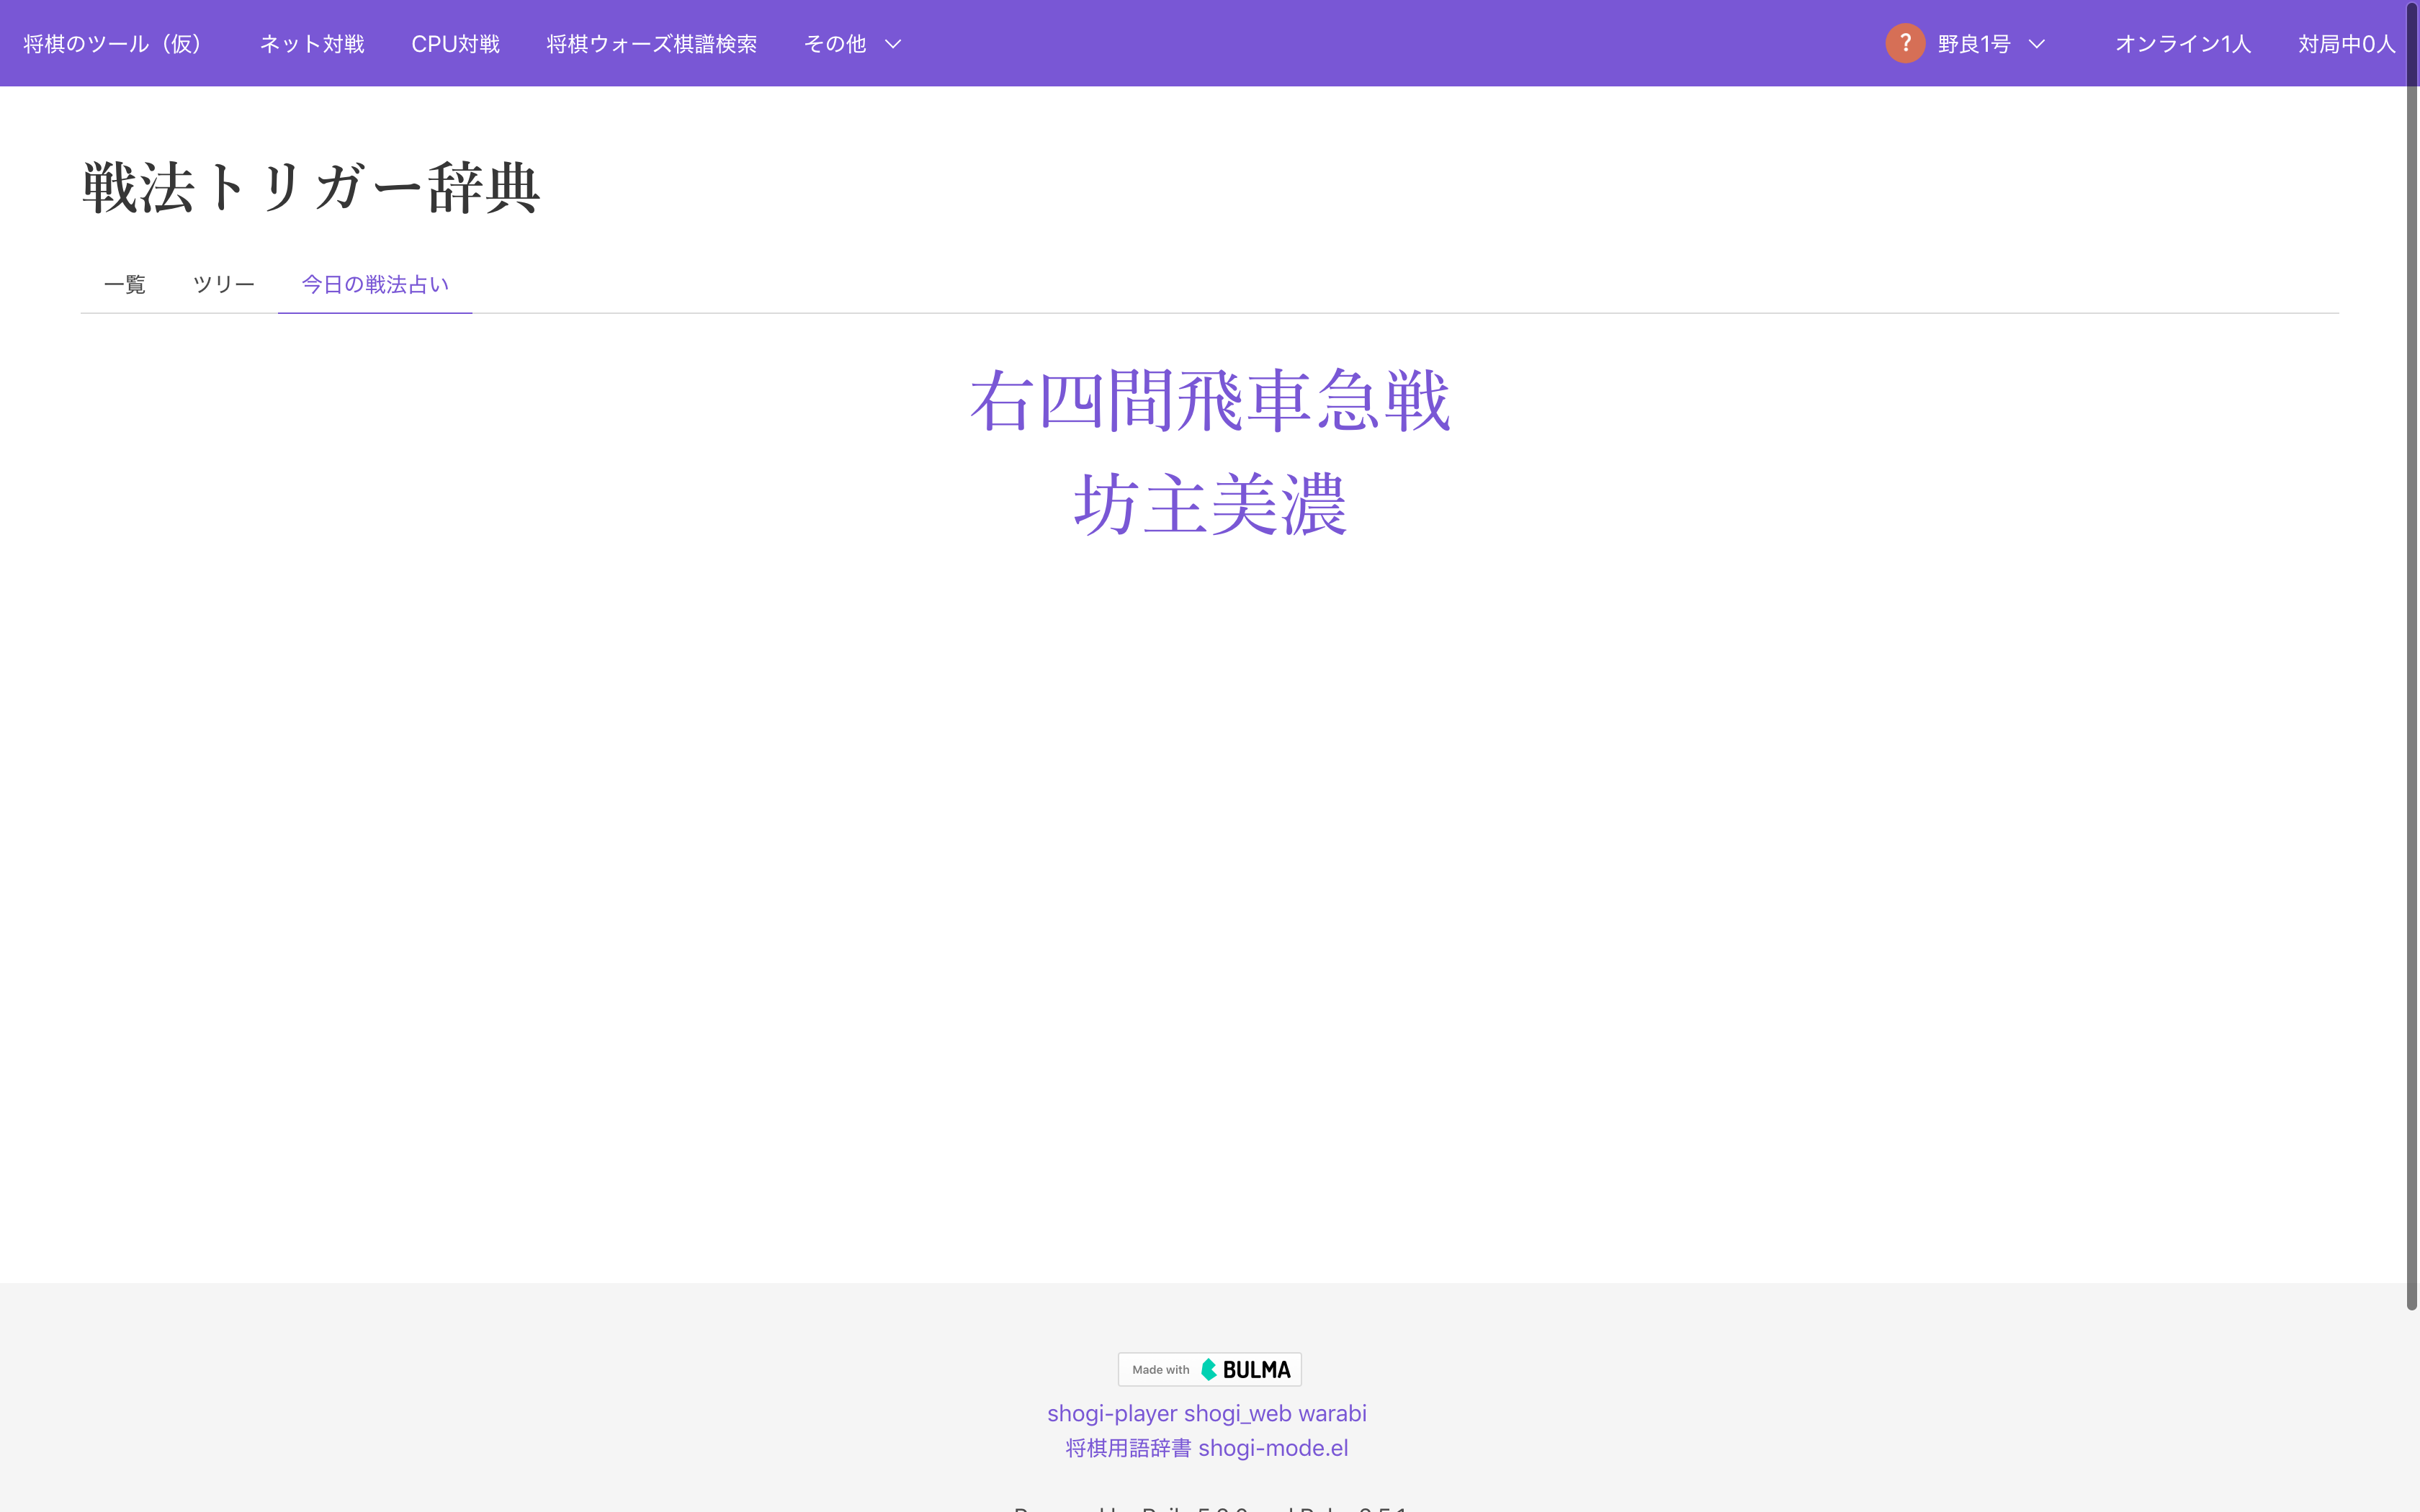 将棋のツール（仮） ネット対戦 CPU対戦 将棋ウォーズ棋譜検索 その他 ? 野良1号 オンライン1人 対局中0人
戦法トリガー辞典
一覧 ツリー 今日の戦法占い
右四間飛車急戦
坊主美濃
Made with BULMA
shogi-player shogi_web warabi
将棋用語辞書 shogi-mode.el